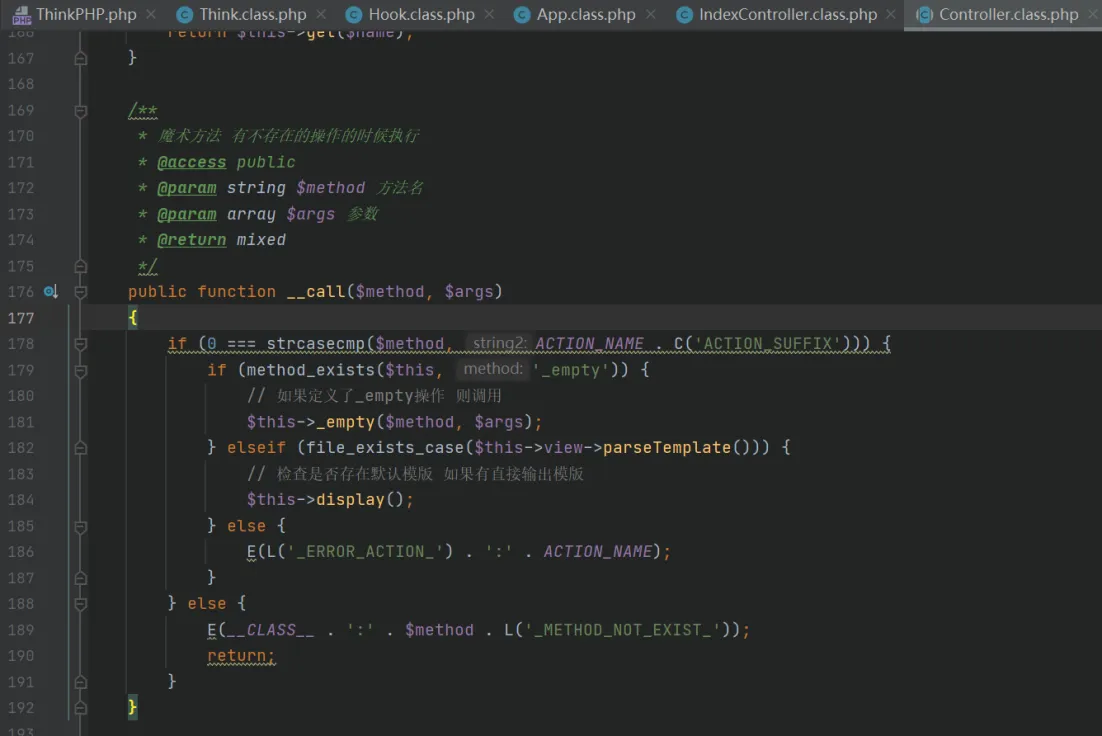 ThinkPHP.php Think.class.php Hook.class.php App.class.php IndexController.class.php Controller.class.php
166 return $this->get($name);
167 }
168
169 /**
170 * 魔术方法 有不存在的操作的时候执行
171 * @access public
172 * @param string $method 方法名
173 * @param array $args 参数
174 * @return mixed
175 */
176 public function __call($method, $args)
177 {
178 if (0 === strcasecmp($method, string2: ACTION_NAME . C('ACTION_SUFFIX'))) {
179 if (method_exists($this, method: '_empty')) {
180 // 如果定义了_empty操作 则调用
181 $this->_empty($method, $args);
182 } elseif (file_exists_case($this->view->parseTemplate())) {
183 // 检查是否存在默认模版 如果有直接输出模版
184 $this->display();
185 } else {
186 E(L('_ERROR_ACTION_') . ':' . ACTION_NAME);
187 }
188 } else {
189 E(__CLASS__ . ':' . $method . L('_METHOD_NOT_EXIST_'));
190 return;
191 }
192 }
193